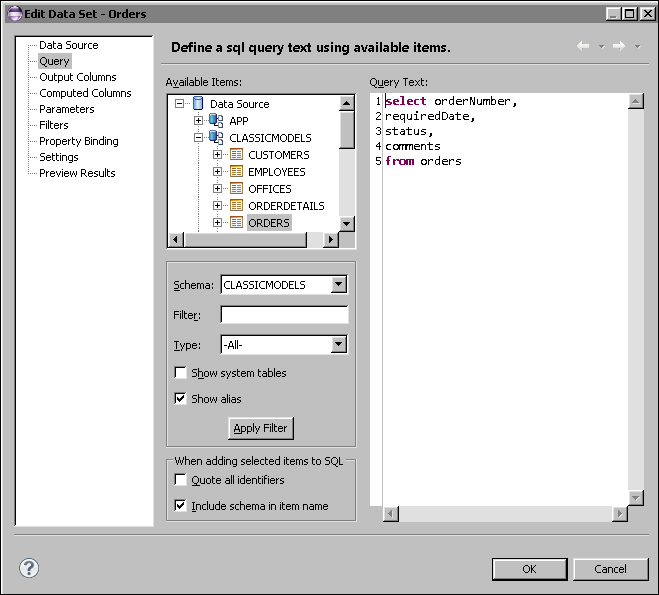 Edit Data Set - Orders
Data Source
Query
Output Columns
Computed Columns
Parameters
Filters
Property Binding
Settings
Preview Results
Define a sql query text using available items.
Available Items:
Data Source
APP
CLASSICMODELS
CUSTOMERS
EMPLOYEES
OFFICES
ORDERDETAILS
ORDERS
Schema: CLASSICMODELS
Filter:
Type: -All-
Show system tables
Show alias
Apply Filter
When adding selected items to SQL
Quote all identifiers
Include schema in item name
Query Text:
1 select orderNumber,
2 requiredDate,
3 status,
4 comments
5 from orders
?
OK Cancel